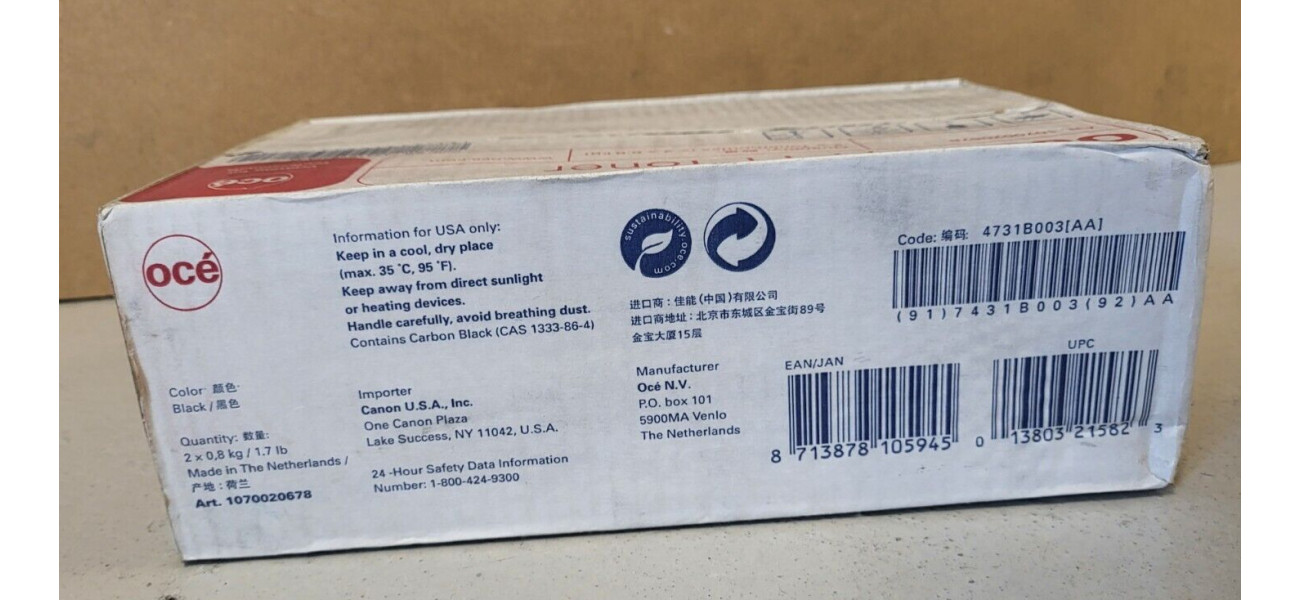 océ
Toner
océ
Information for USA only:
Keep in a cool, dry place
(max. 35 °C, 95 °F).
Keep away from direct sunlight
or heating devices.
Handle carefully, avoid breathing dust.
Contains Carbon Black (CAS 1333-86-4)
sustainability.oce.com
进口商：佳能(中国)有限公司
进口商地址：北京市东城区金宝街89号
金宝大厦15层
Code: 编码: 4731B003[AA]
(91)7431B003(92)AA
Color: 颜色:
Black / 黑色
Quantity: 数量:
2 x 0,8 kg / 1.7 lb
Made in The Netherlands /
产地：荷兰
Art. 1070020678
Importer
Canon U.S.A., Inc.
One Canon Plaza
Lake Success, NY 11042, U.S.A.
24 -Hour Safety Data Information
Number: 1-800-424-9300
Manufacturer
Océ N.V.
P.O. box 101
5900MA Venlo
The Netherlands
EAN/JAN
8 713878 105945
UPC
0 13803 21582 3